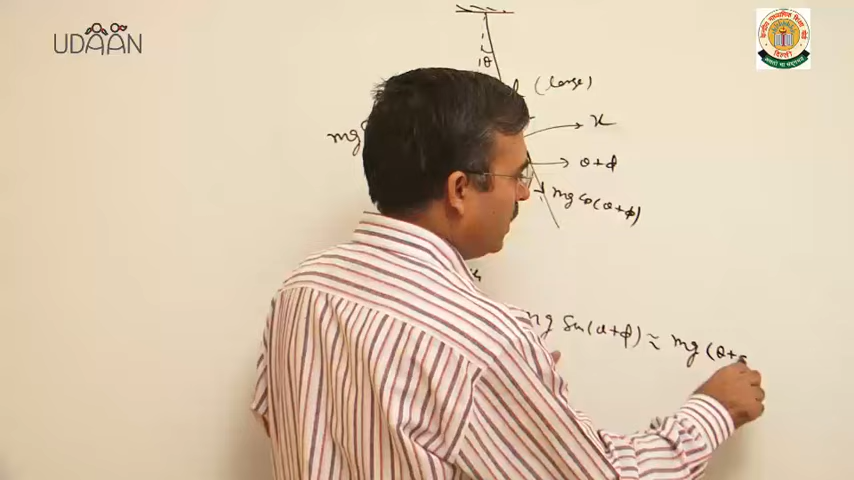 UDAAN
θ
(large)
mg
x
θ+ϕ
mg cos(θ+ϕ)
mg Sin(θ+ϕ) ≈ mg(θ+